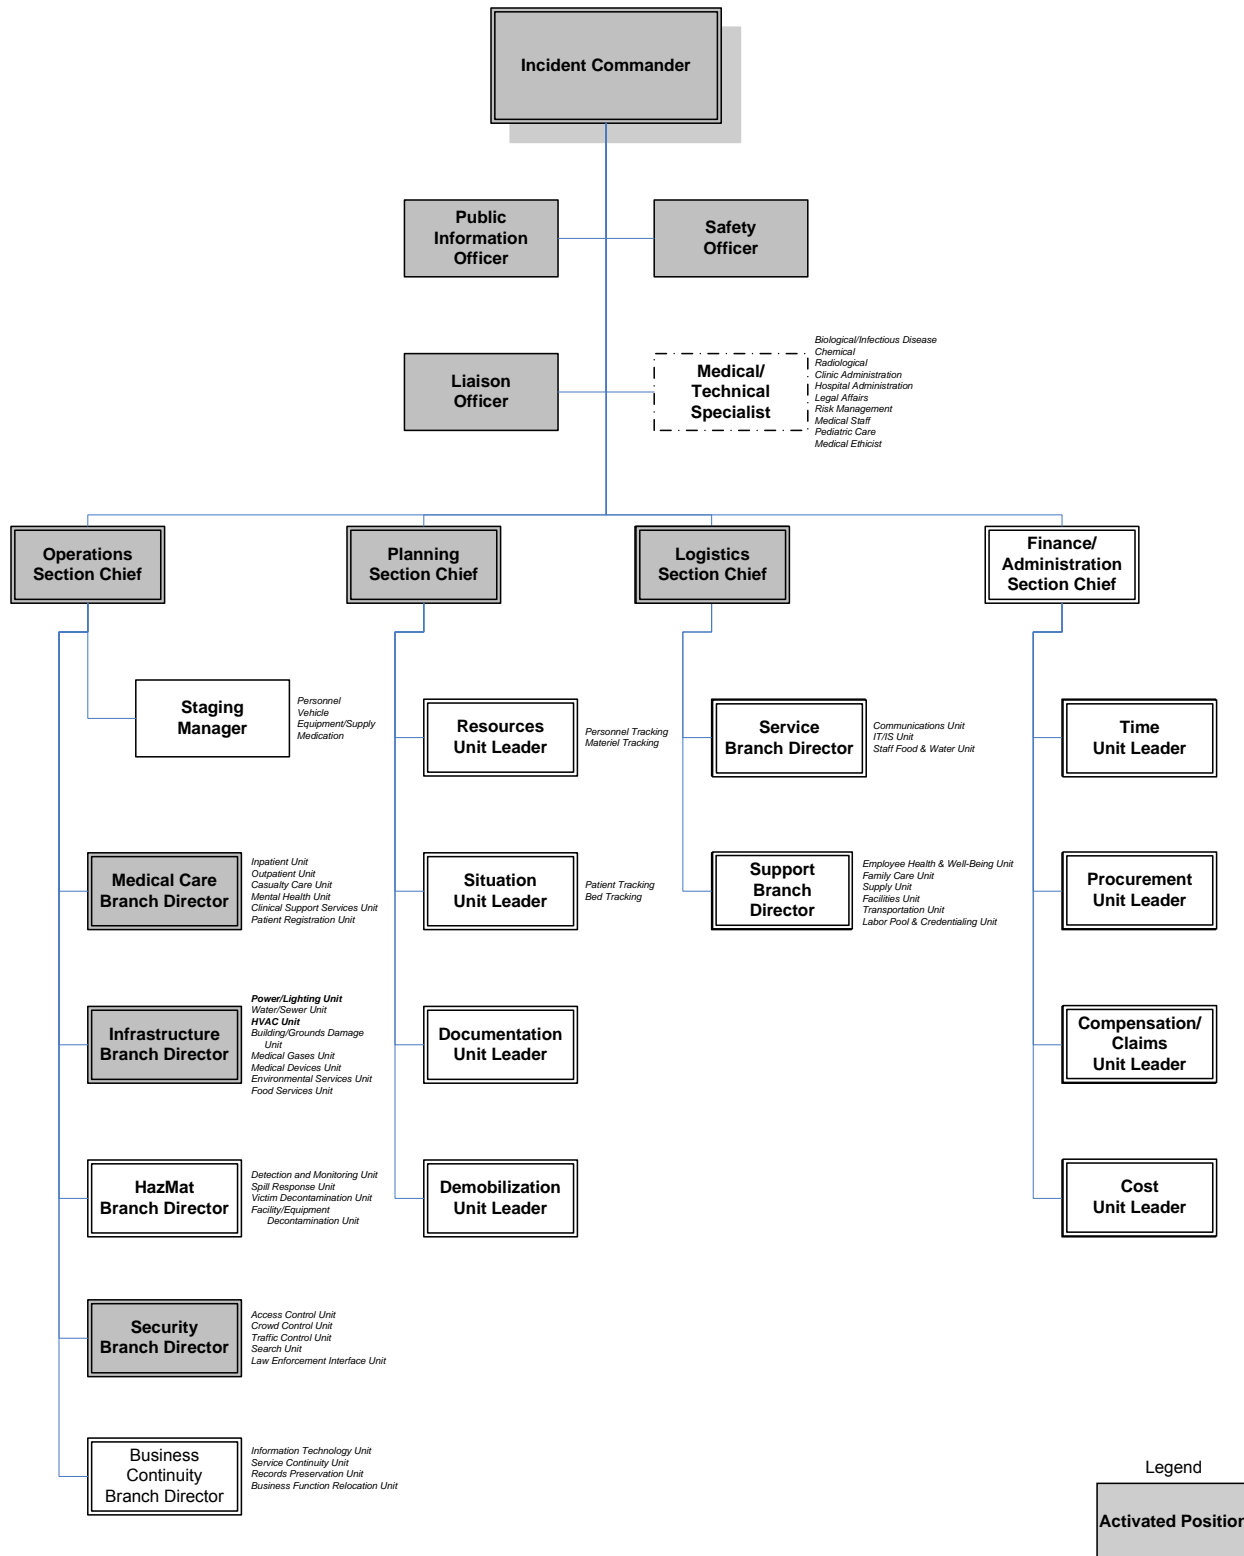 Incident Commander
Public
Information
Officer
Safety
Officer
Liaison
Officer
Medical/
Technical
Specialist
Biological/Infectious Disease
Chemical
Radiological
Clinic Administration
Hospital Administration
Legal Affairs
Risk Management
Medical Staff
Pediatric Care
Medical Ethicist
Operations
Section Chief
Planning
Section Chief
Logistics
Section Chief
Finance/
Administration
Section Chief
Staging
Manager
Personnel
Vehicle
Equipment/Supply
Medication
Resources
Unit Leader
Personnel Tracking
Materiel Tracking
Service
Branch Director
Communications Unit
IT/IS Unit
Staff Food & Water Unit
Time
Unit Leader
Medical Care
Branch Director
Inpatient Unit
Outpatient Unit
Casualty Care Unit
Mental Health Unit
Clinical Support Services Unit
Patient Registration Unit
Situation
Unit Leader
Patient Tracking
Bed Tracking
Support
Branch
Director
Employee Health & Well-Being Unit
Family Care Unit
Supply Unit
Facilities Unit
Transportation Unit
Labor Pool & Credentialing Unit
Procurement
Unit Leader
Infrastructure
Branch Director
Power/Lighting Unit
Water/Sewer Unit
HVAC Unit
Building/Grounds Damage
Unit
Medical Gases Unit
Medical Devices Unit
Environmental Services Unit
Food Services Unit
Documentation
Unit Leader
Compensation/
Claims
Unit Leader
HazMat
Branch Director
Detection and Monitoring Unit
Spill Response Unit
Victim Decontamination Unit
Facility/Equipment
Decontamination Unit
Demobilization
Unit Leader
Cost
Unit Leader
Security
Branch Director
Access Control Unit
Crowd Control Unit
Traffic Control Unit
Search Unit
Law Enforcement Interface Unit
Business
Continuity
Branch Director
Information Technology Unit
Service Continuity Unit
Records Preservation Unit
Business Function Relocation Unit
Legend
Activated Position